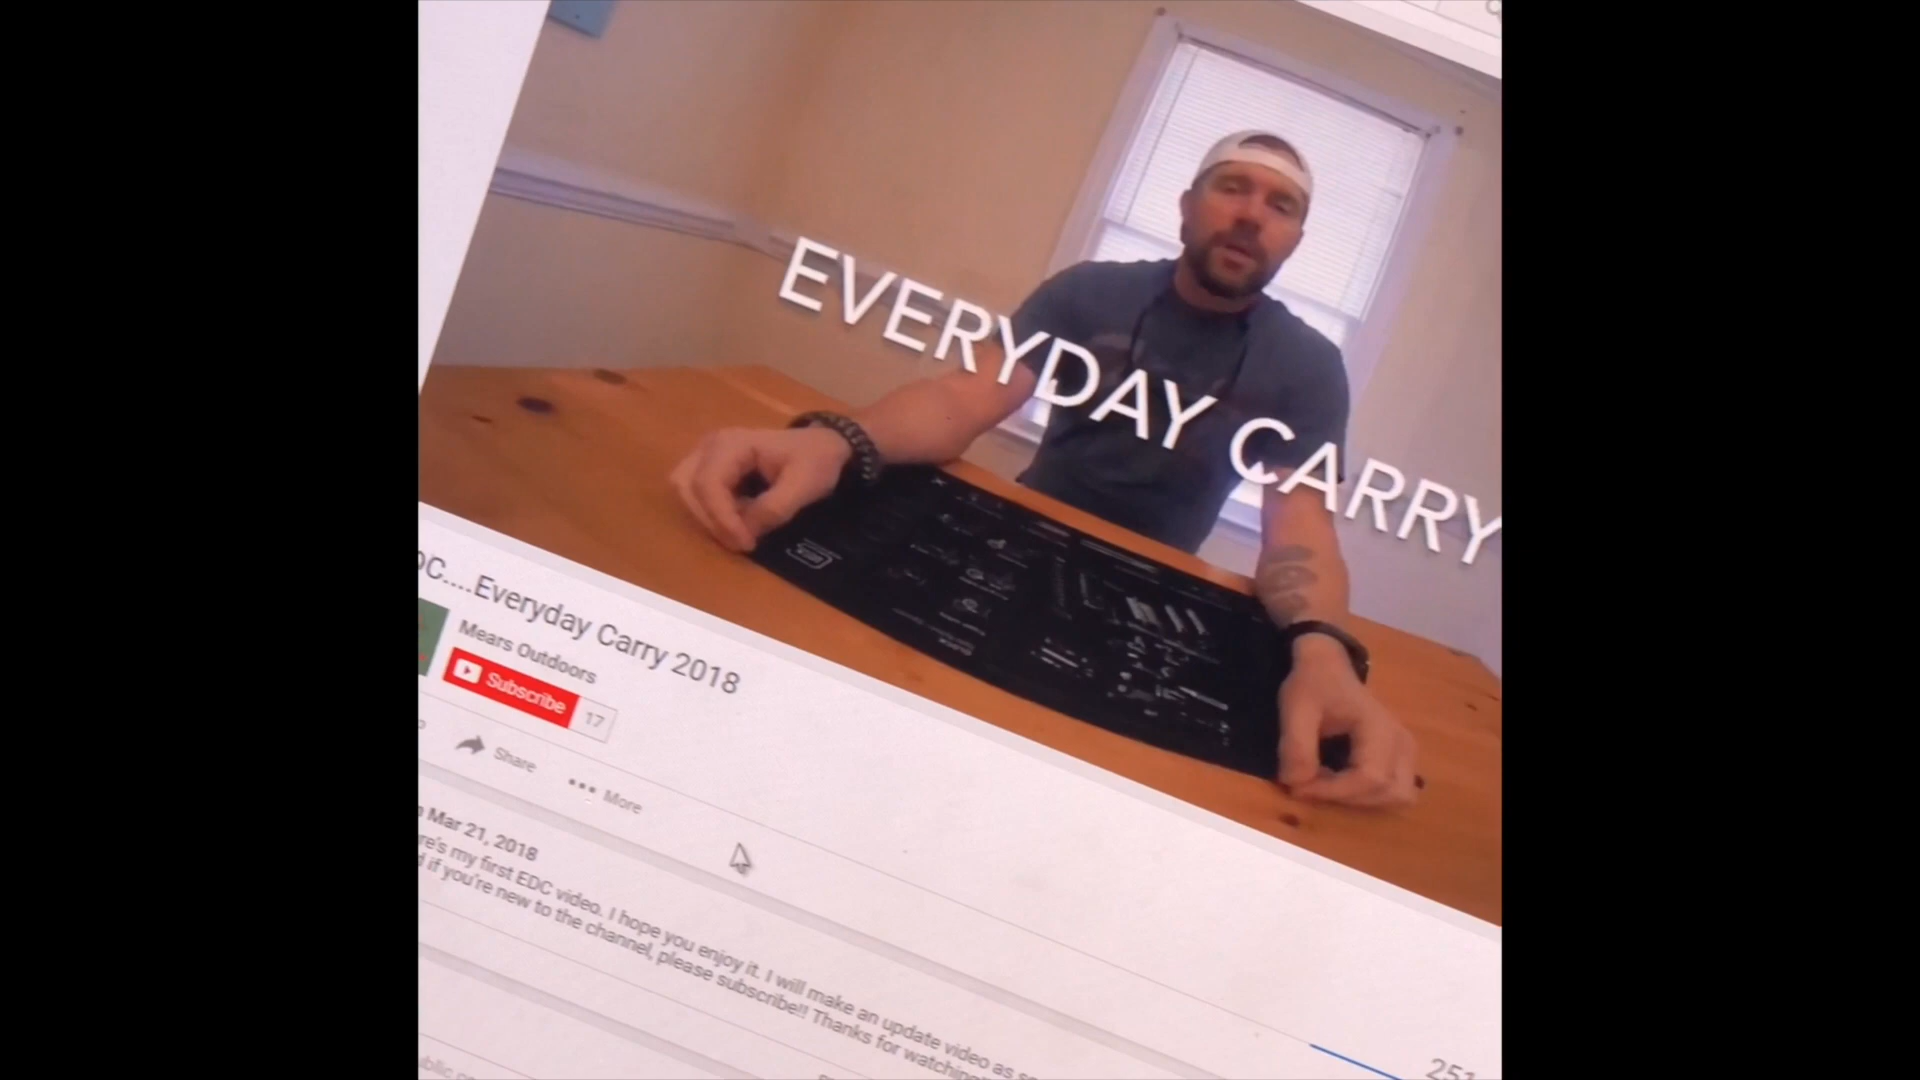 EVERYDAY CARRY
DC....Everyday Carry 2018
Mears Outdoors
Subscribe 17
Share
More
Mar 21, 2018
re's my first EDC video. I hope you enjoy it. I will make an update video as
if you're new to the channel, please subscribe!! Thanks for watching!
251